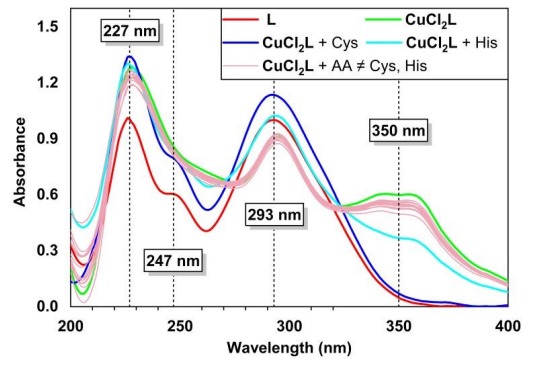 1.5
1.2
0.9
0.6
0.3
0.0
Absorbance
227 nm
L
CuCl₂L
CuCl₂L + Cys
CuCl₂L + His
CuCl₂L + AA ≠ Cys, His
350 nm
293 nm
247 nm
200 250 300 350 400
Wavelength (nm)